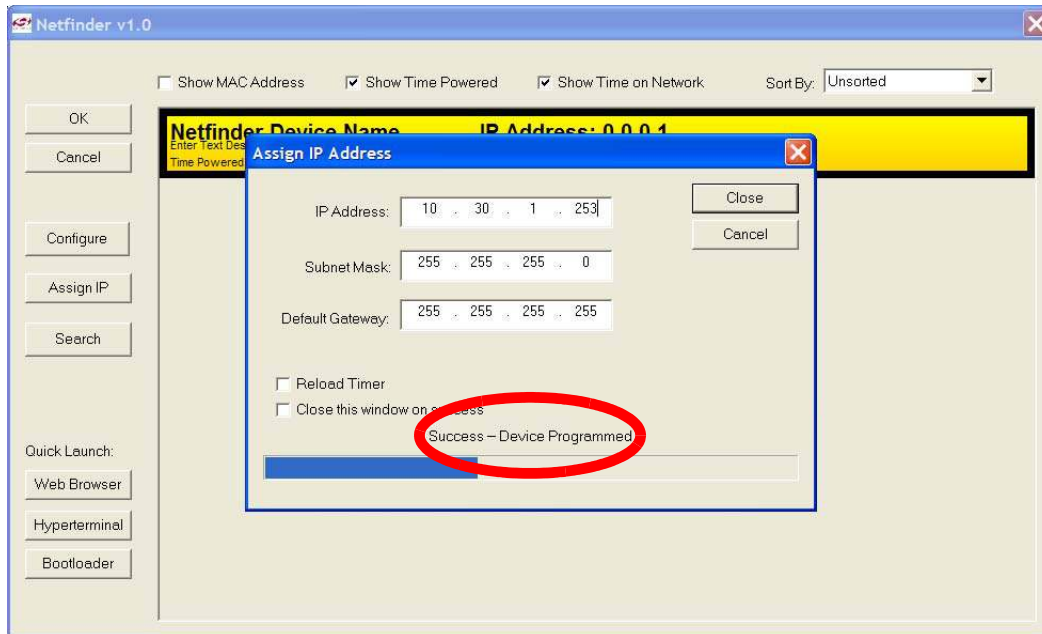 Netfinder v1.0
Show MAC Address Show Time Powered Show Time on Network Sort By: Unsorted
OK
Cancel
Configure
Assign IP
Search
Quick Launch:
Web Browser
Hyperterminal
Bootloader
Netfinder Device Name IP Address: 0.0.0.1
Enter Text Des
Time Powered
Assign IP Address
IP Address: 10 . 30 . 1 . 253
Subnet Mask: 255 . 255 . 255 . 0
Default Gateway: 255 . 255 . 255 . 255
Close
Cancel
Reload Timer
Close this window on success
Success – Device Programmed